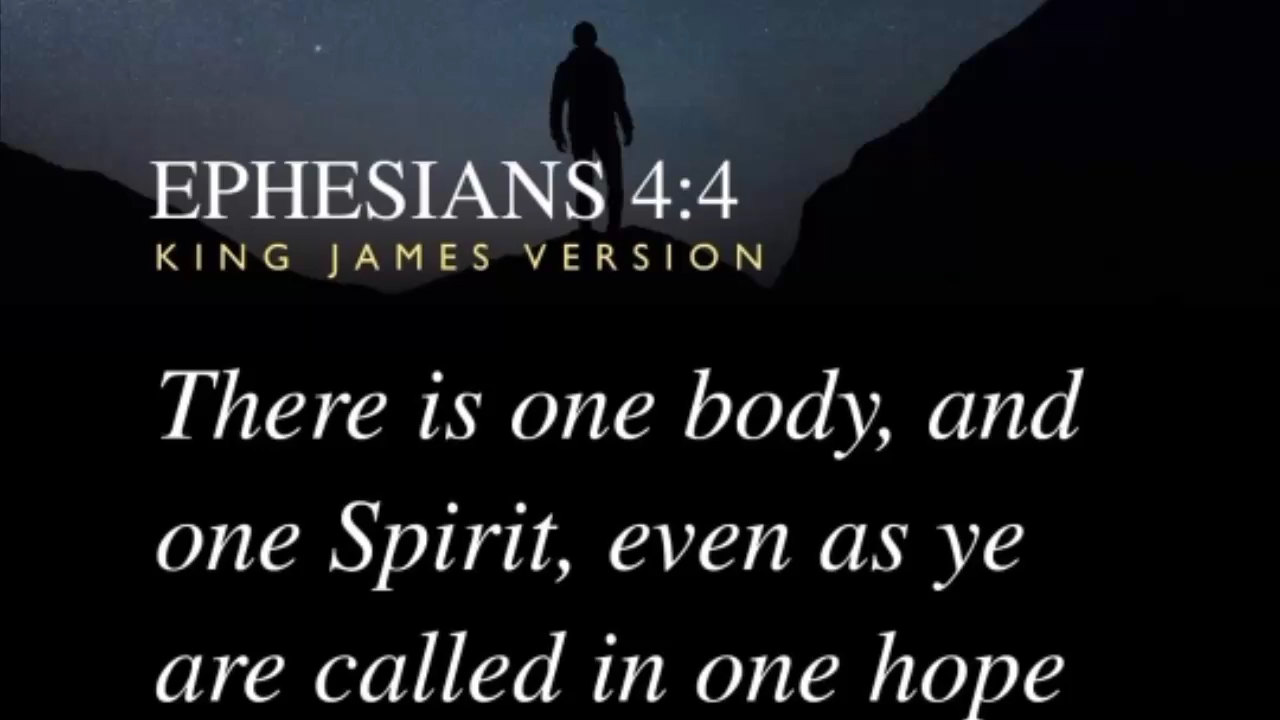 EPHESIANS 4:4
KING JAMES VERSION
There is one body, and
one Spirit, even as ye
are called in one hope